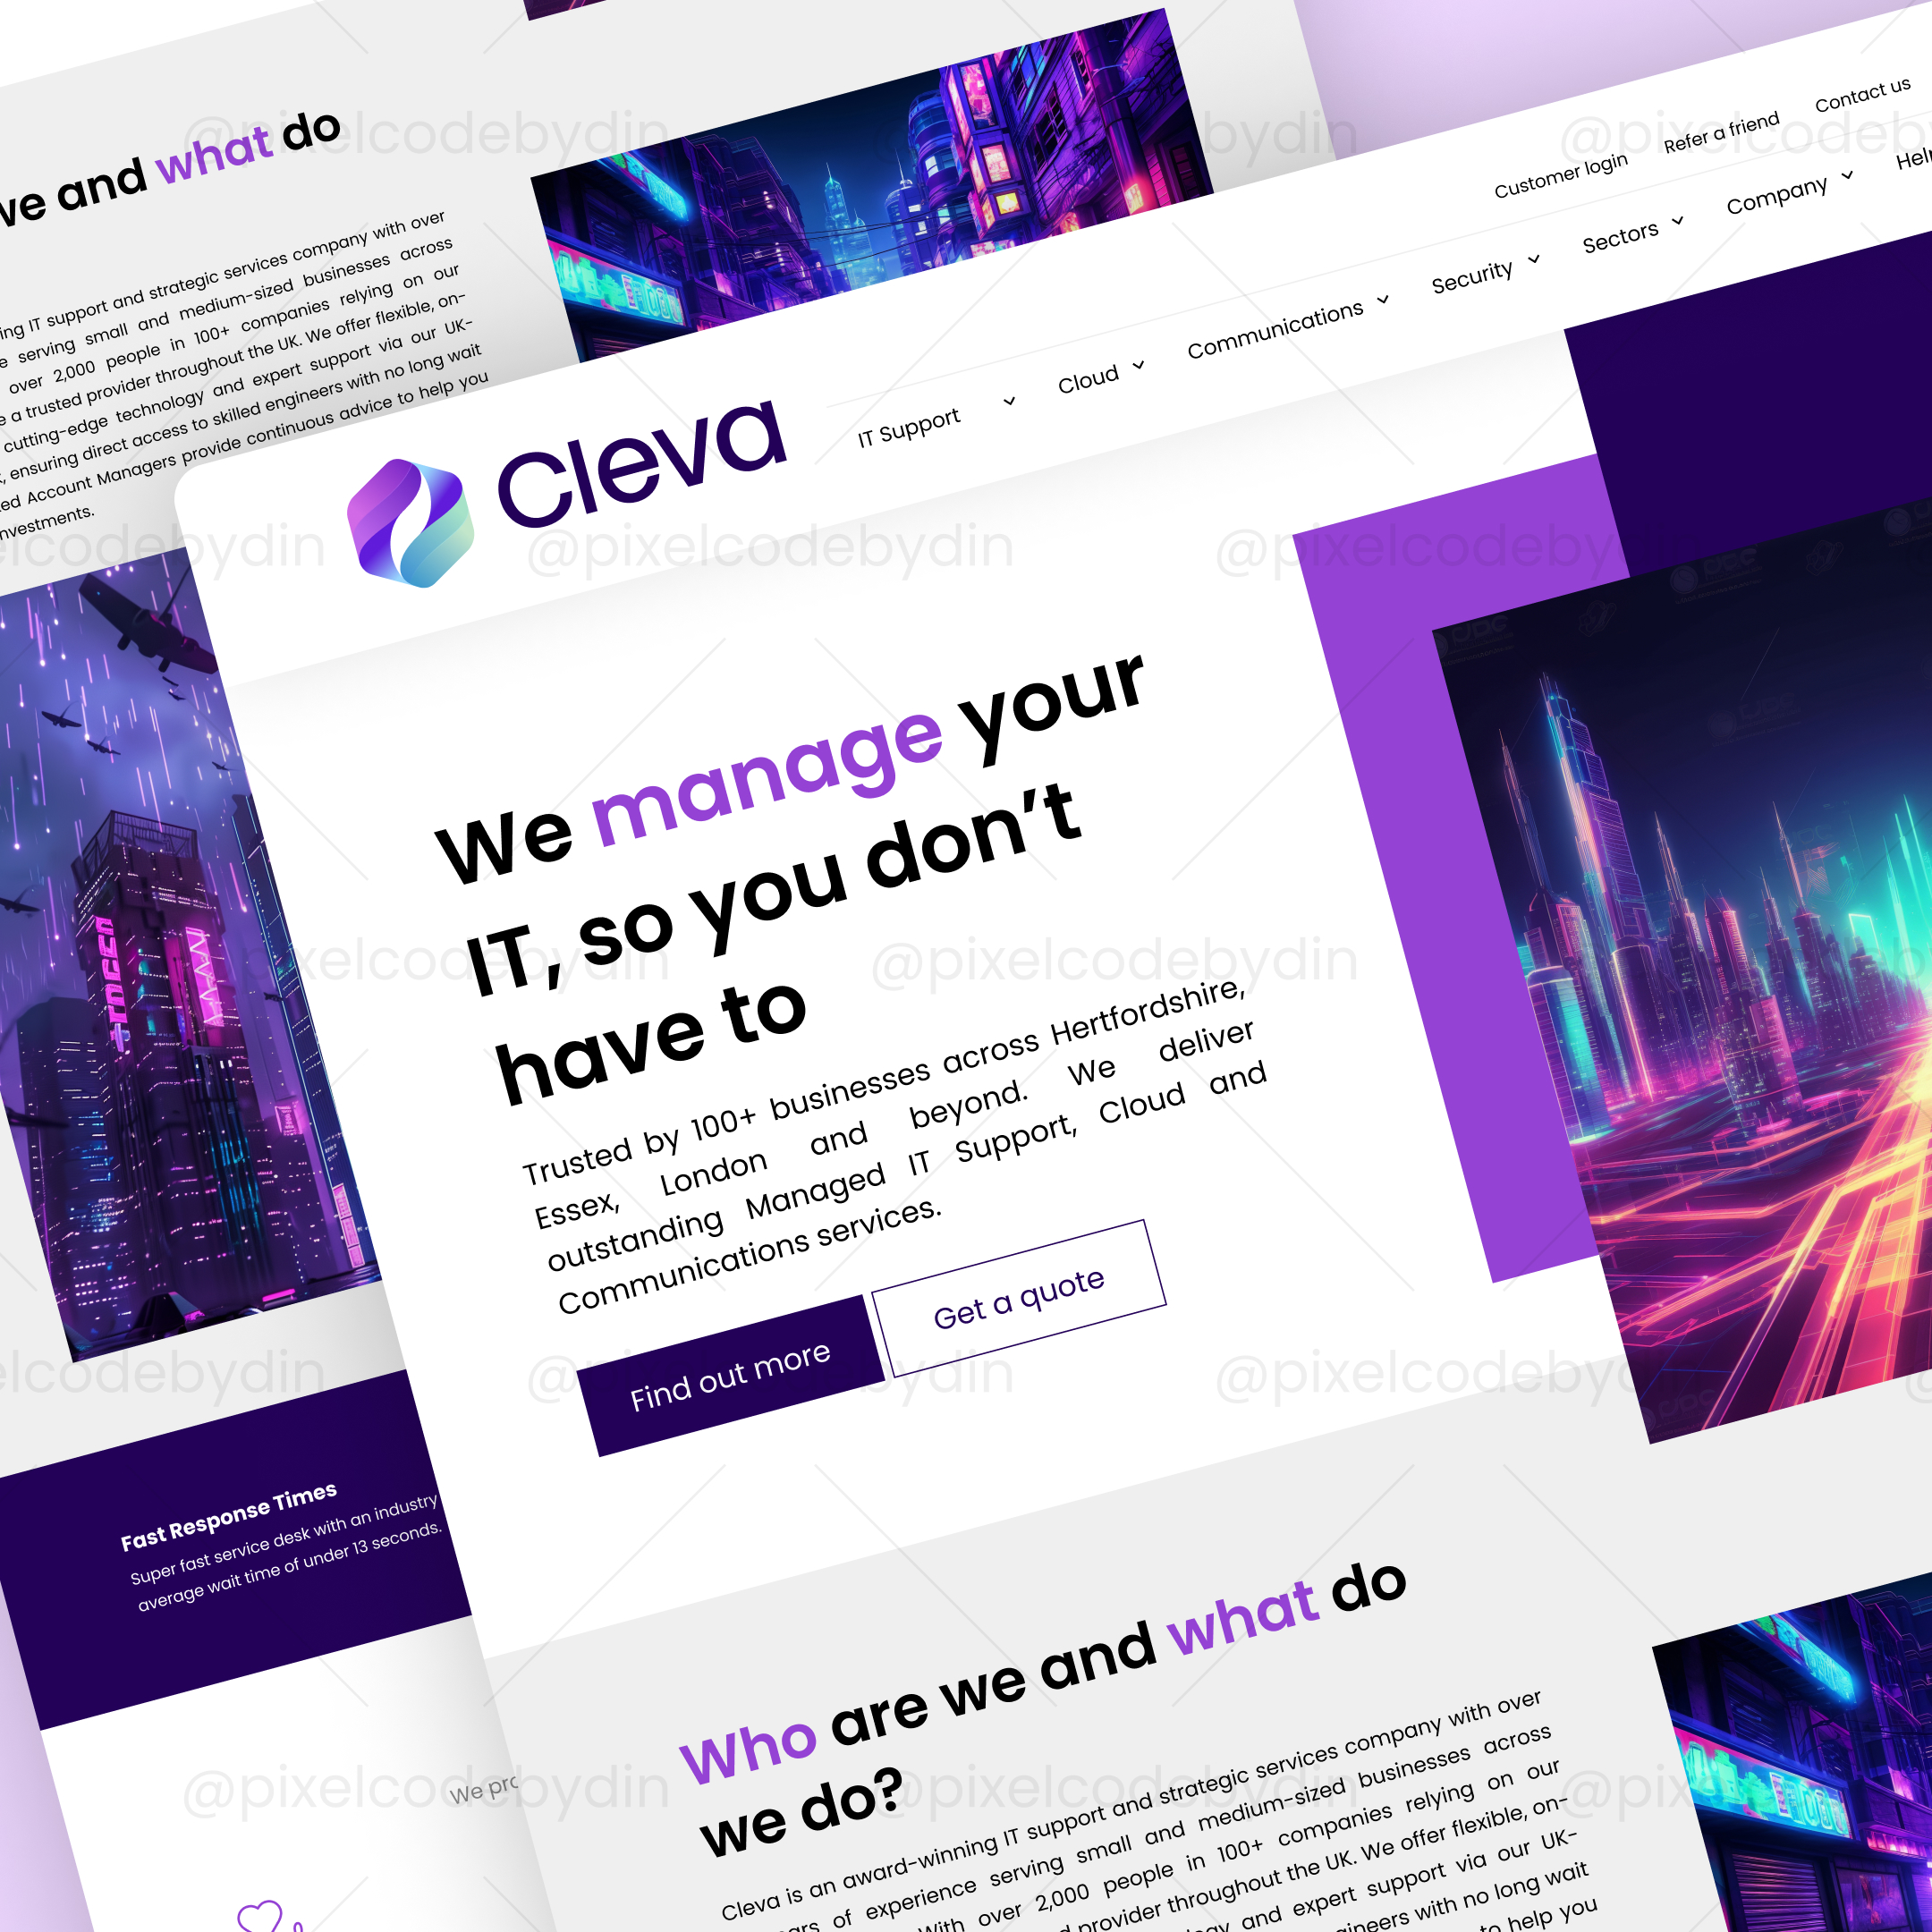 we and what do
ing IT support and strategic services company with over
serving small and medium-sized businesses across
over 2,000 people in 100+ companies relying on our
a trusted provider throughout the UK. We offer flexible, on-
cutting-edge technology and expert support via our UK-
ensuring direct access to skilled engineers with no long wait
ed Account Managers provide continuous advice to help you
nvestments.
Customer login Refer a friend Contact us
Cleva
IT Support Cloud Communications Security Sectors Company Help
We manage your
IT, so you don’t
have to
Trusted by 100+ businesses across Hertfordshire,
Essex, London and beyond. We deliver
outstanding Managed IT Support, Cloud and
Communications services.
Find out more Get a quote
Fast Response Times
Super fast service desk with an industry
average wait time of under 13 seconds.
We pro
Who are we and what do
we do?
Cleva is an award-winning IT support and strategic services company with over
ars of experience serving small and medium-sized businesses across
With over 2,000 people in 100+ companies relying on our
provider throughout the UK. We offer flexible, on-
and expert support via our UK-
gineers with no long wait
to help you
@pixelcodebydin